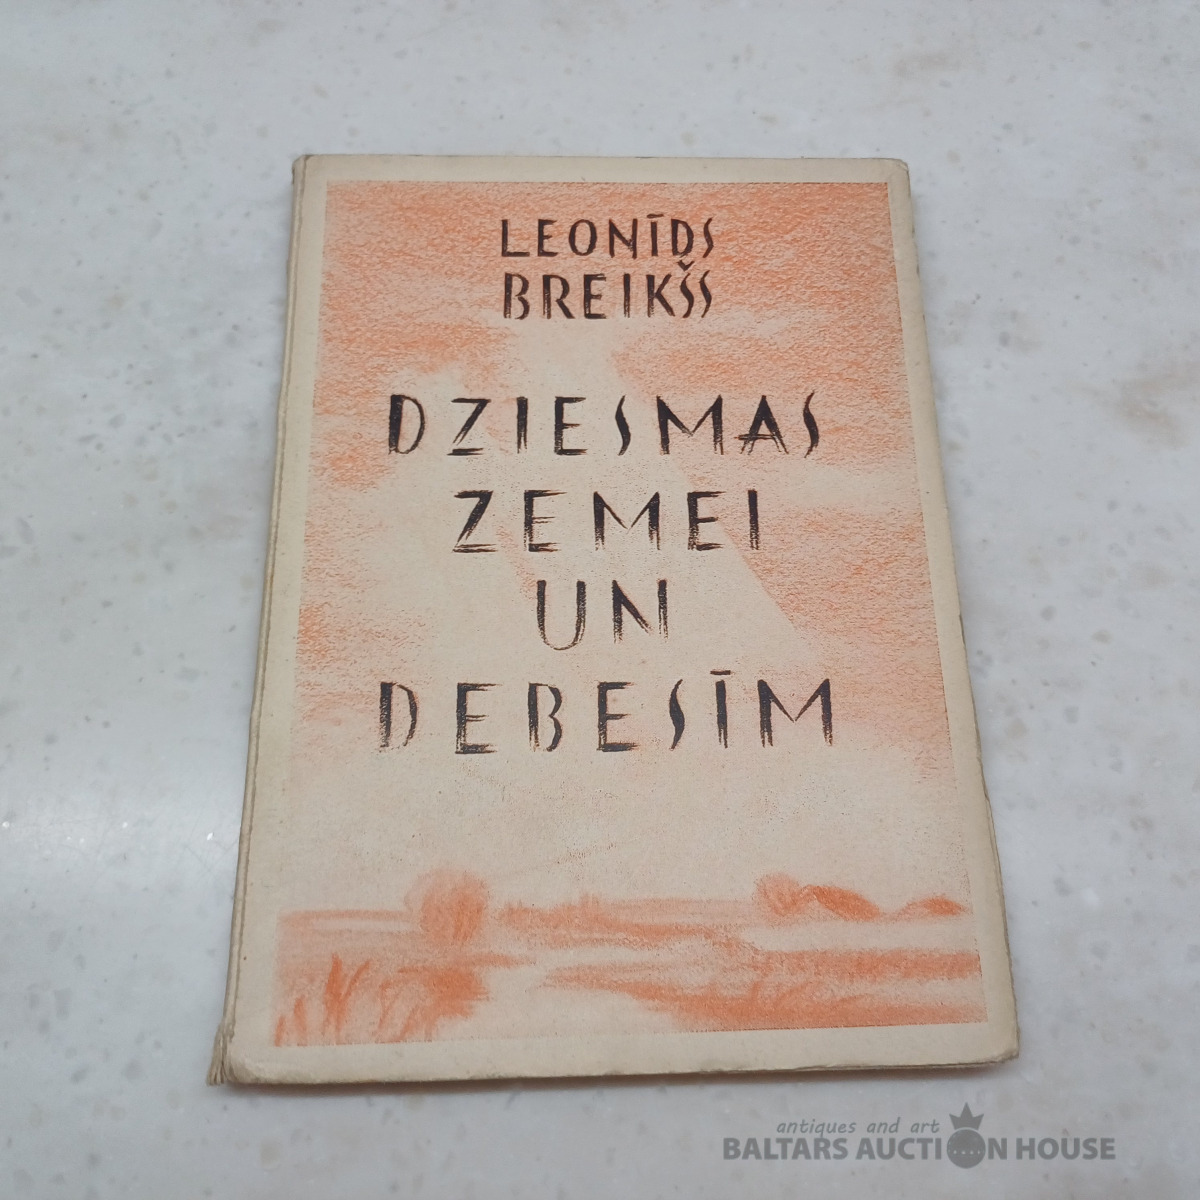 LEONĪDS
BREIKŠS
DZIESMAS
ZEMEI
UN
DEBESĪM
antiques and art
BALTARS AUCTION HOUSE